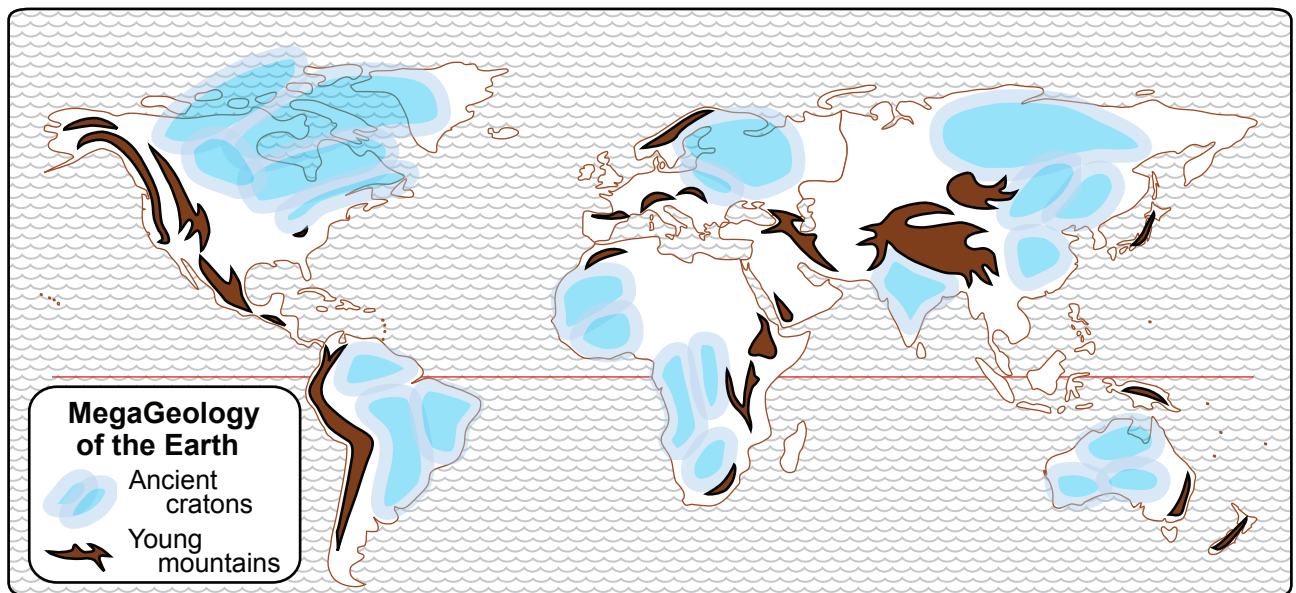 MegaGeology
of the Earth
Ancient
cratons
Young
mountains